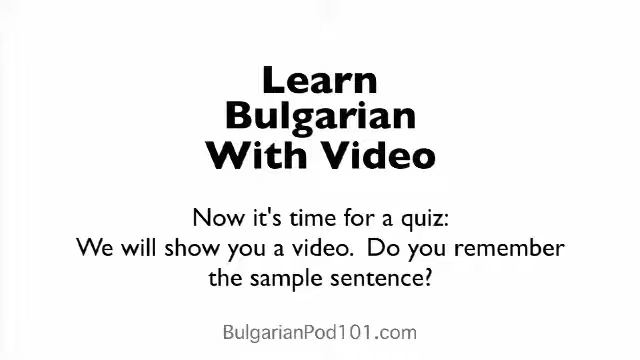 Learn
Bulgarian
With Video
Now it's time for a quiz:
We will show you a video.  Do you remember
the sample sentence?
BulgarianPod101.com